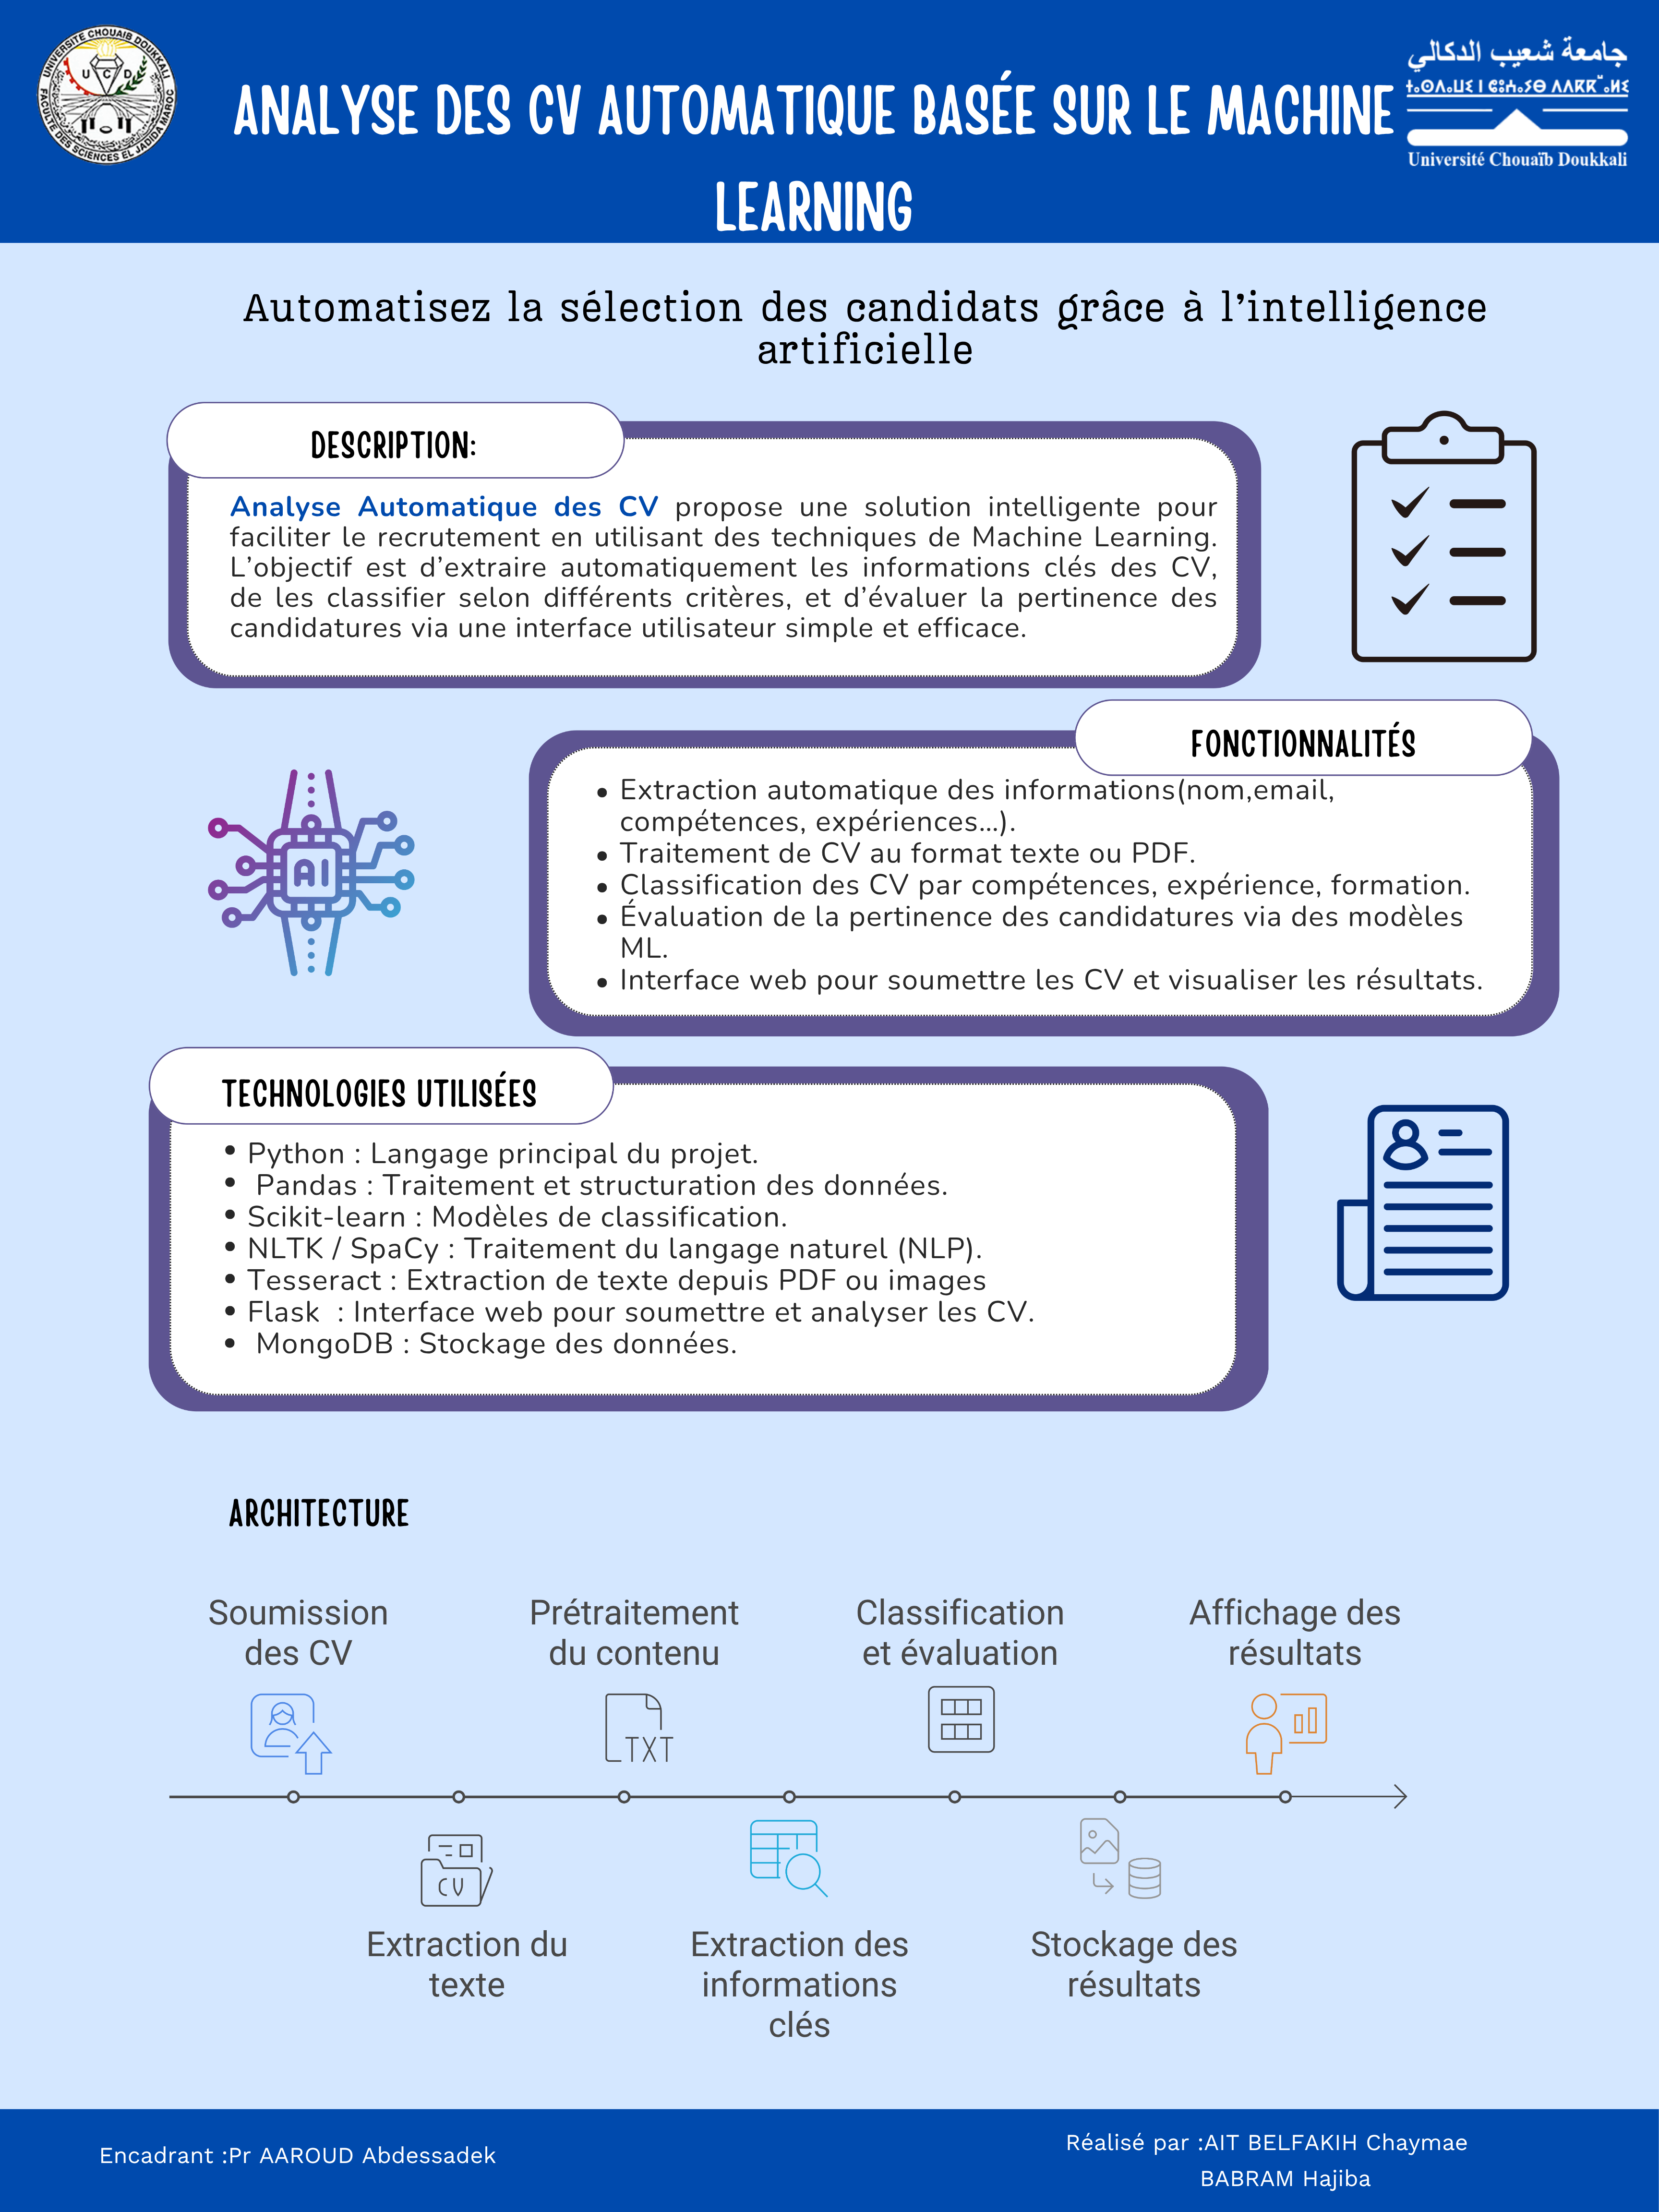 UNIVERSITÉ CHOUAIB DOUKKALI
FACULTÉ DES SCIENCES EL JADIDA MAROC
U C D
جامعة شعيب الدكالي
Université Chouaïb Doukkali
ANALYSE DES CV AUTOMATIQUE BASÉE SUR LE MACHINE
LEARNING
Automatisez la sélection des candidats grâce à l’intelligence
artificielle
DESCRIPTION:
Analyse Automatique des CV propose une solution intelligente pour
faciliter le recrutement en utilisant des techniques de Machine Learning.
L’objectif est d’extraire automatiquement les informations clés des CV,
de les classifier selon différents critères, et d’évaluer la pertinence des
candidatures via une interface utilisateur simple et efficace.
FONCTIONNALITÉS
• Extraction automatique des informations(nom,email,
compétences, expériences...).
• Traitement de CV au format texte ou PDF.
• Classification des CV par compétences, expérience, formation.
• Évaluation de la pertinence des candidatures via des modèles
ML.
• Interface web pour soumettre les CV et visualiser les résultats.
AI
TECHNOLOGIES UTILISÉES
• Python : Langage principal du projet.
• Pandas : Traitement et structuration des données.
• Scikit-learn : Modèles de classification.
• NLTK / SpaCy : Traitement du langage naturel (NLP).
• Tesseract : Extraction de texte depuis PDF ou images
• Flask : Interface web pour soumettre et analyser les CV.
• MongoDB : Stockage des données.
ARCHITECTURE
Soumission
des CV
Prétraitement
du contenu
Classification
et évaluation
Affichage des
résultats
TXT
CV
Extraction du
texte
Extraction des
informations
clés
Stockage des
résultats
Encadrant :Pr AAROUD Abdessadek
Réalisé par :AIT BELFAKIH Chaymae
BABRAM Hajiba